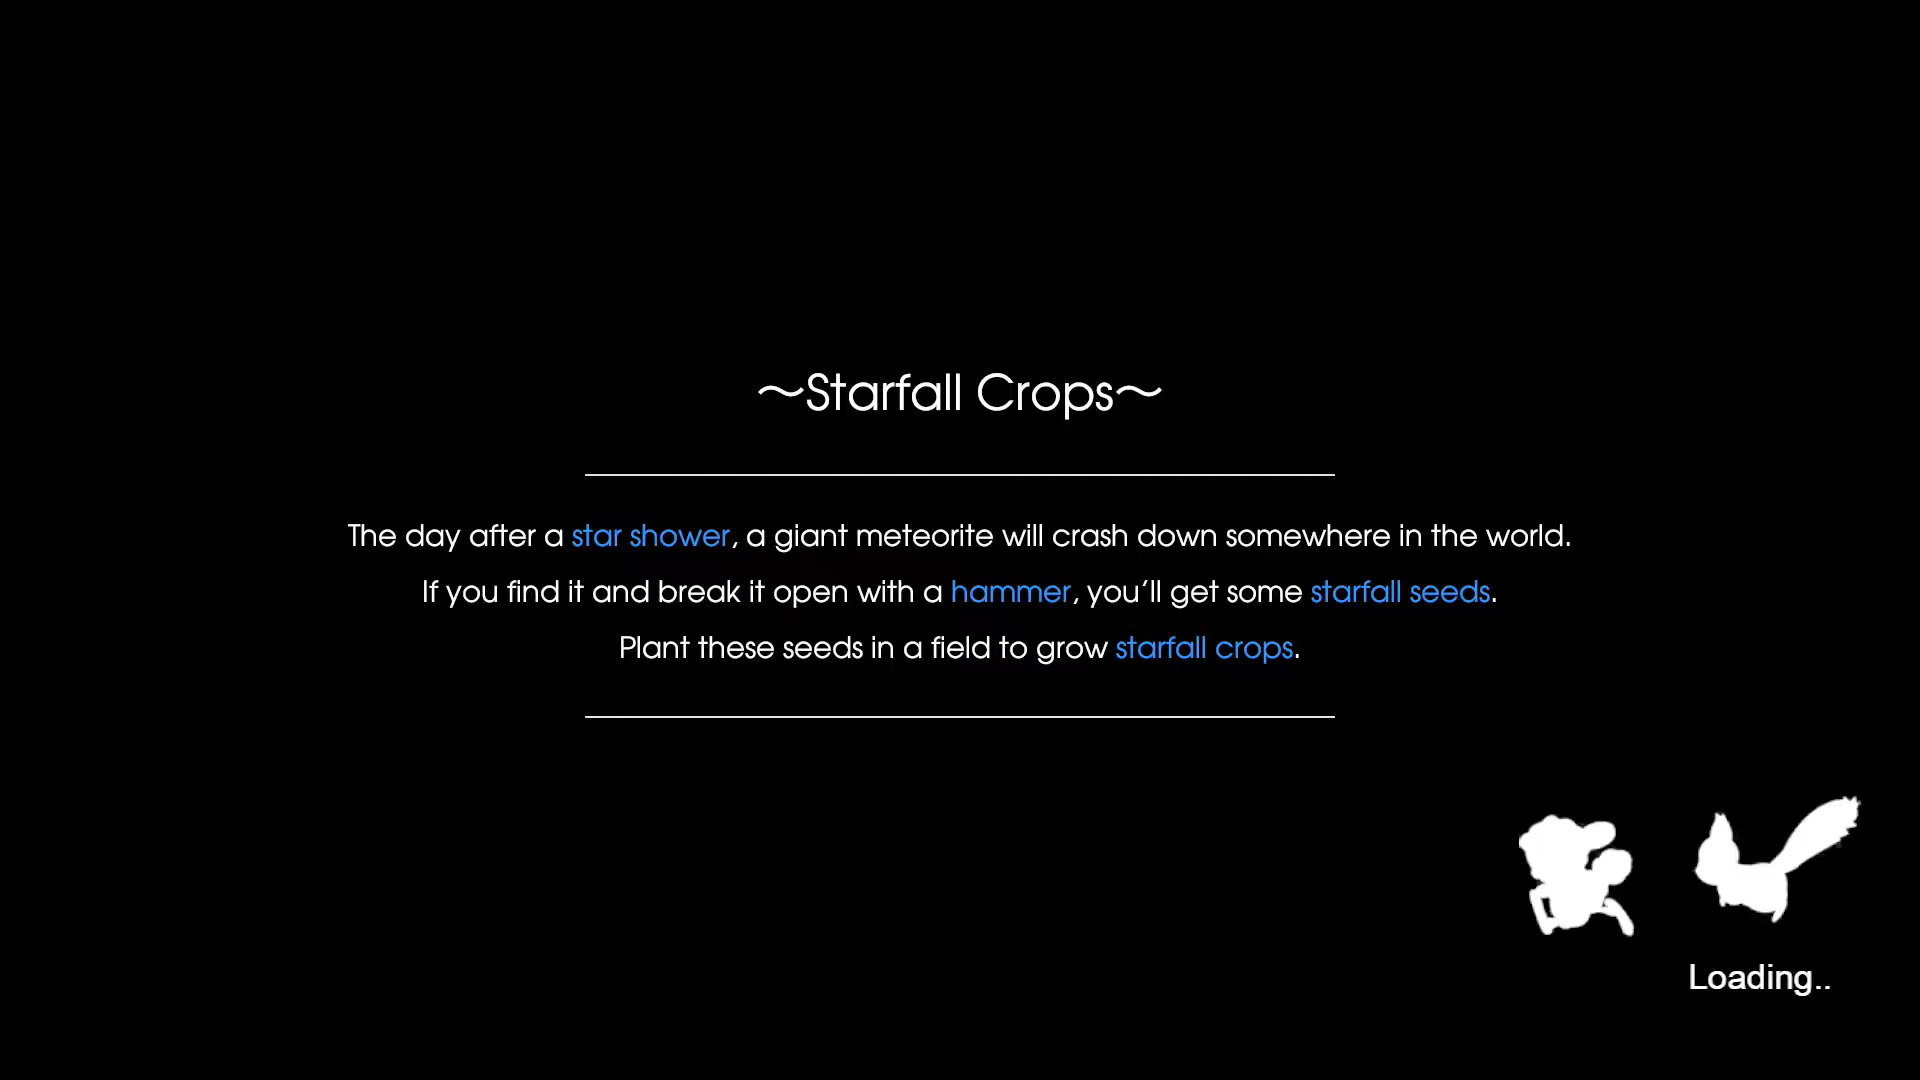 ～Starfall Crops～
The day after a star shower, a giant meteorite will crash down somewhere in the world.
If you find it and break it open with a hammer, you’ll get some starfall seeds.
Plant these seeds in a field to grow starfall crops.
Loading..